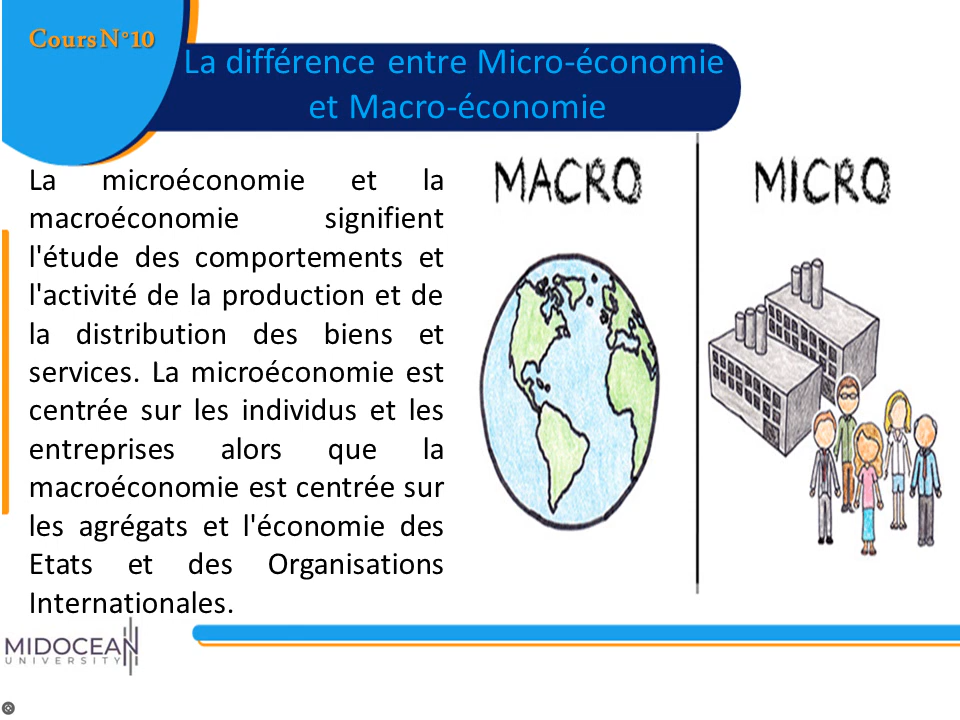 Cours N°10
La différence entre Micro-économie
et Macro-économie
La microéconomie et la
macroéconomie signifient
l'étude des comportements et
l'activité de la production et de
la distribution des biens et
services. La microéconomie est
centrée sur les individus et les
entreprises alors que la
macroéconomie est centrée sur
les agrégats et l'économie des
Etats et des Organisations
Internationales.
MACRO
MICRO
MIDOCEAN
UNIVERSITY